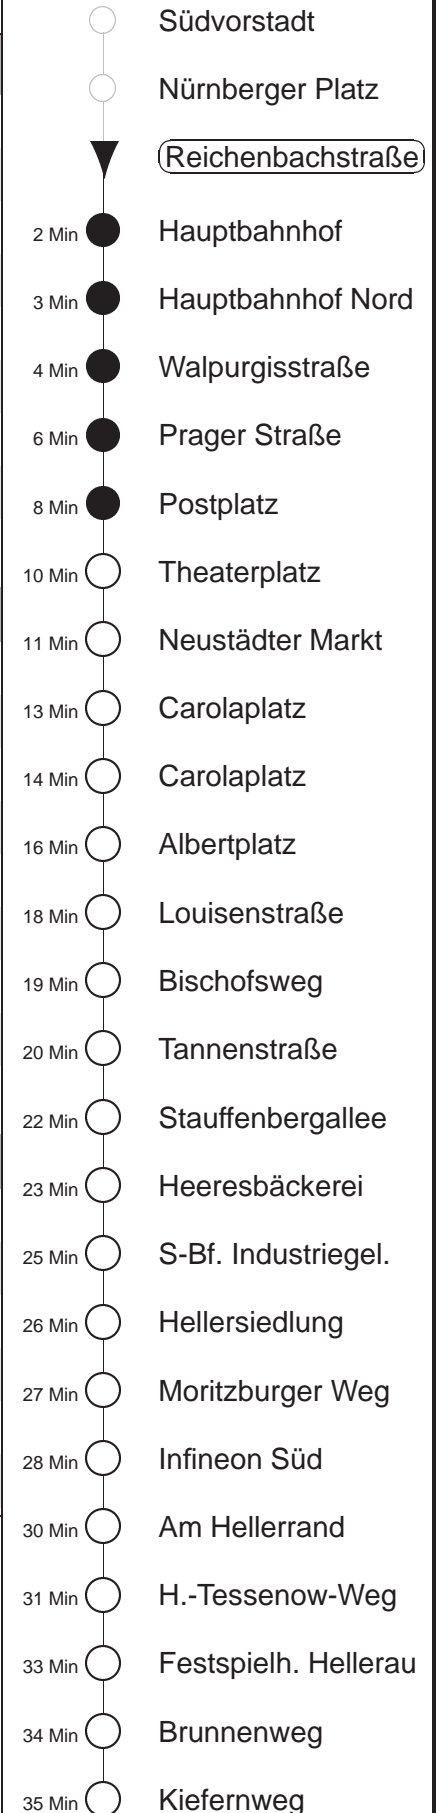 Südvorstadt
Nürnberger Platz
Reichenbachstraße
2 Min Hauptbahnhof
3 Min Hauptbahnhof Nord
4 Min Walpurgisstraße
6 Min Prager Straße
8 Min Postplatz
10 Min Theaterplatz
11 Min Neustädter Markt
13 Min Carolaplatz
14 Min Carolaplatz
16 Min Albertplatz
18 Min Louisenstraße
19 Min Bischofsweg
20 Min Tannenstraße
22 Min Stauffenbergallee
23 Min Heeresbäckerei
25 Min S-Bf. Industriegel.
26 Min Hellersiedlung
27 Min Moritzburger Weg
28 Min Infineon Süd
30 Min Am Hellerrand
31 Min H.-Tessenow-Weg
33 Min Festspielh. Hellerau
34 Min Brunnenweg
35 Min Kiefernweg